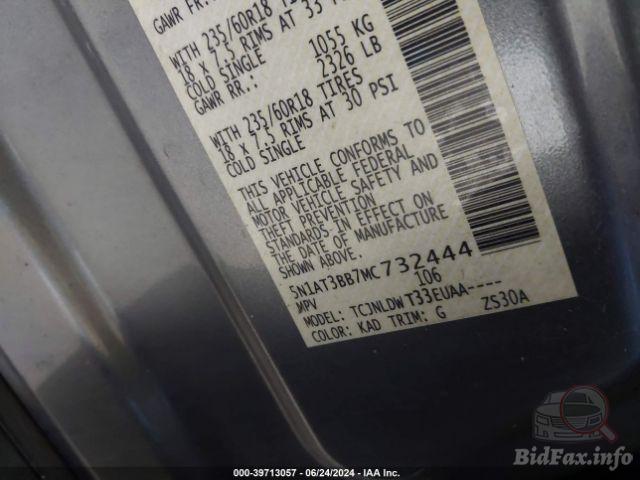 GAWR FR:
WITH 235/60R18
18 X 7.5 RIMS AT 33
COLD SINGLE 1055 KG
GAWR RR.: 2326 LB
WITH 235/60R18 TIRES
18 X 7.5 RIMS AT 30 PSI
COLD SINGLE
THIS VEHICLE CONFORMS TO
ALL APPLICABLE FEDERAL
MOTOR VEHICLE SAFETY AND
THEFT PREVENTION
STANDARDS IN EFFECT ON
THE DATE OF MANUFACTURE
SHOWN ABOVE.
5N1AT3BB7MC732444
MPV 106
MODEL: TCJNLDWT33EUAA----
COLOR: KAD TRIM: G ZS30A
BidFax.info
000-39713057 - 06/24/2024 - IAA Inc.